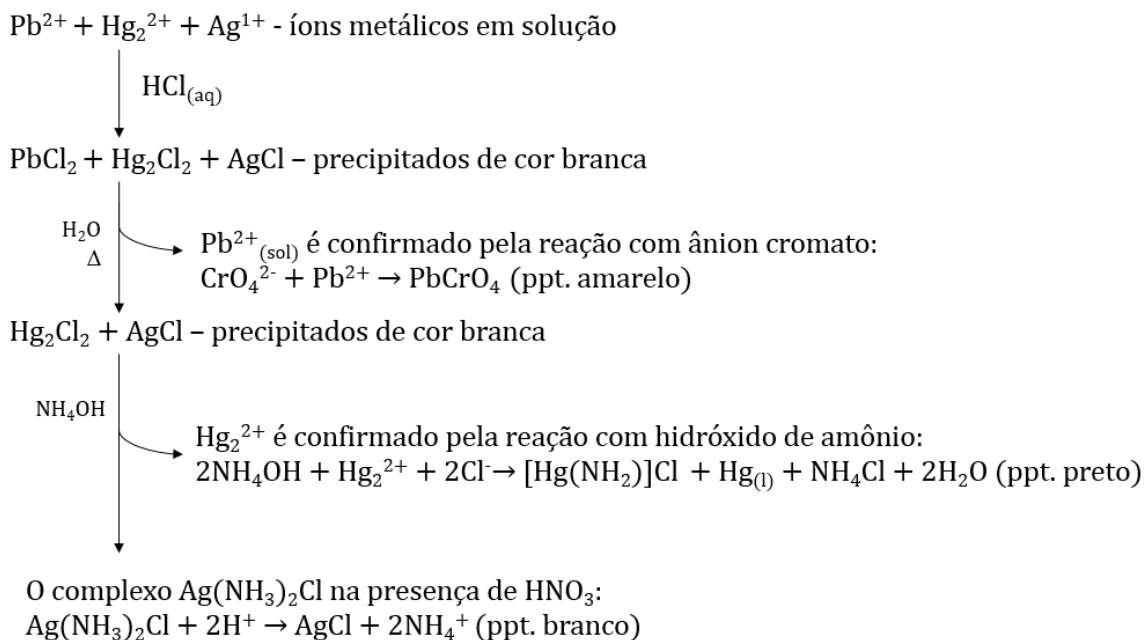 Pb²⁺ + Hg₂²⁺ + Ag¹⁺ - íons metálicos em solução
HCl₍aq₎
PbCl₂ + Hg₂Cl₂ + AgCl – precipitados de cor branca
H₂O
Δ
Pb²⁺₍sol₎ é confirmado pela reação com ânion cromato:
CrO₄²⁻ + Pb²⁺ → PbCrO₄ (ppt. amarelo)
Hg₂Cl₂ + AgCl – precipitados de cor branca
NH₄OH
Hg₂²⁺ é confirmado pela reação com hidróxido de amônio:
2NH₄OH + Hg₂²⁺ + 2Cl⁻→ [Hg(NH₂)]Cl + Hg₍l₎ + NH₄Cl + 2H₂O (ppt. preto)
O complexo Ag(NH₃)₂Cl na presença de HNO₃:
Ag(NH₃)₂Cl + 2H⁺ → AgCl + 2NH₄⁺ (ppt. branco)